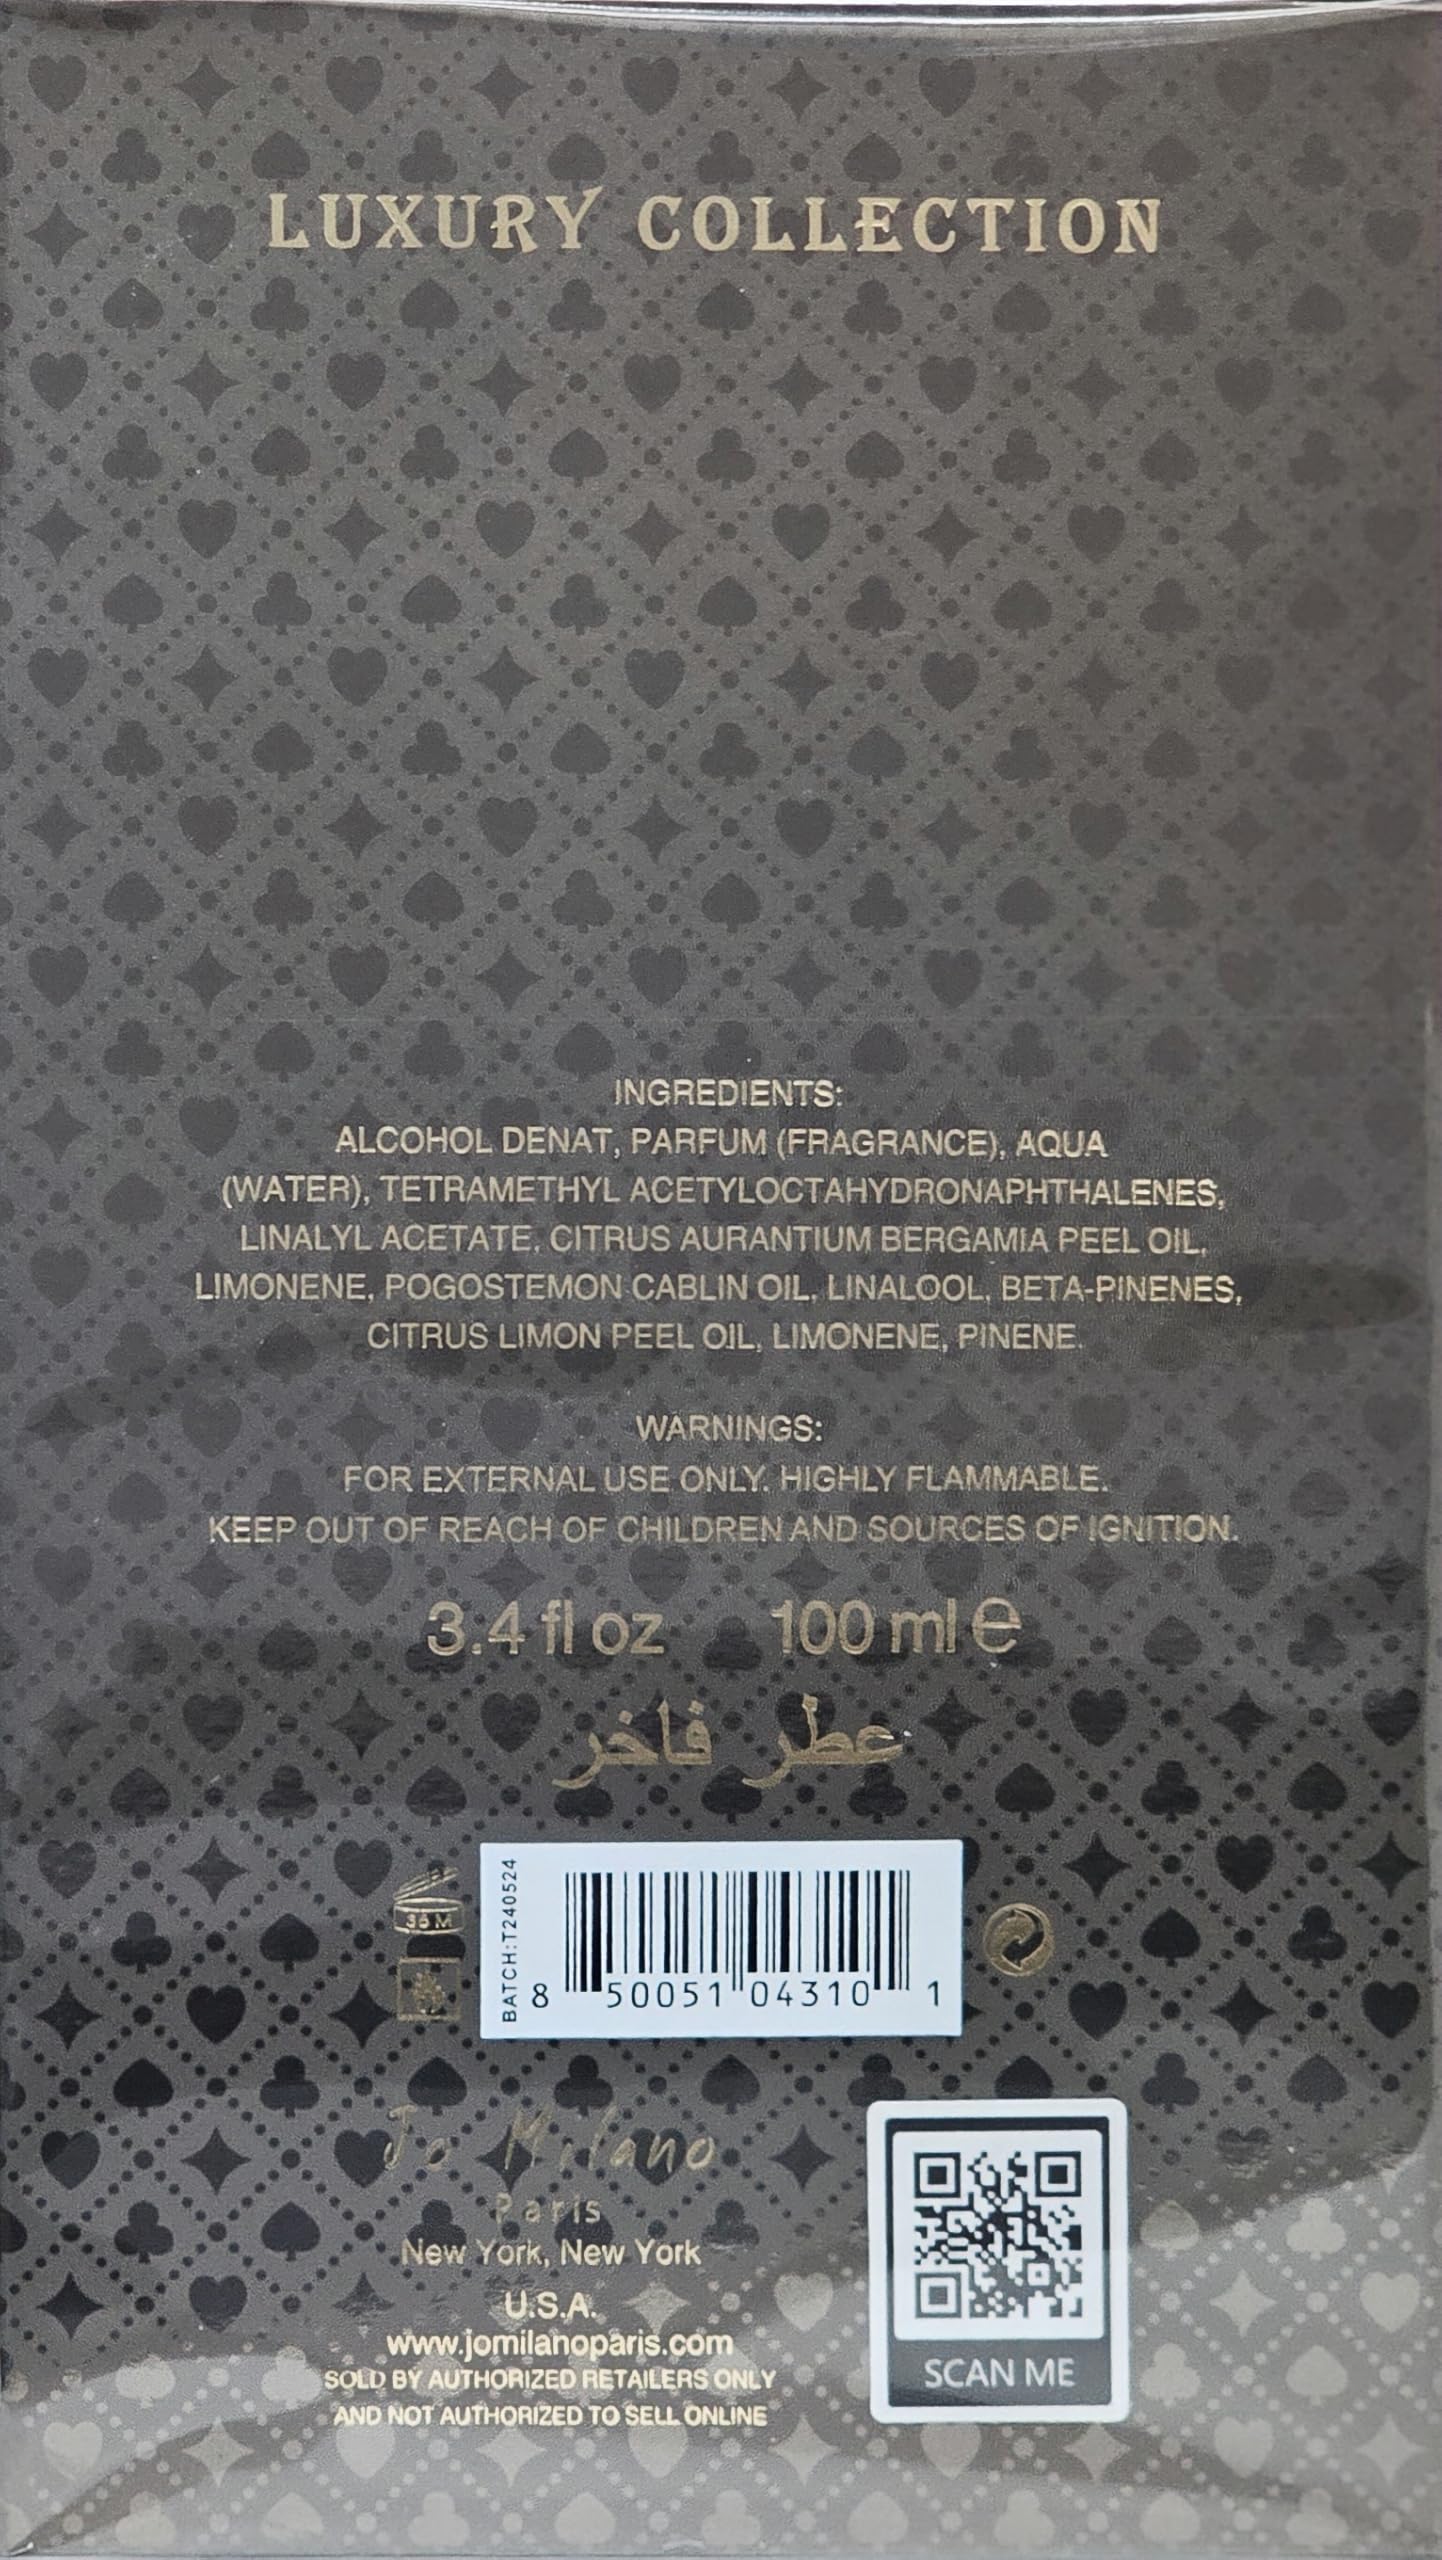 LUXURY COLLECTION
INGREDIENTS:
ALCOHOL DENAT, PARFUM (FRAGRANCE), AQUA
(WATER), TETRAMETHYL ACETYLOCTAHYDRONAPHTHALENES,
LINALYL ACETATE, CITRUS AURANTIUM BERGAMIA PEEL OIL,
LIMONENE, POGOSTEMON CABLIN OIL, LINALOOL, BETA-PINENES,
CITRUS LIMON PEEL OIL, LIMONENE, PINENE.
WARNINGS:
FOR EXTERNAL USE ONLY. HIGHLY FLAMMABLE.
KEEP OUT OF REACH OF CHILDREN AND SOURCES OF IGNITION.
3.4 fl oz 100 ml e
عطر فاخر
36 M
BATCH:T240524
8 50051 04310 1
Jo Milano
Paris
New York, New York
U.S.A.
www.jomilanoparis.com
SOLD BY AUTHORIZED RETAILERS ONLY
AND NOT AUTHORIZED TO SELL ONLINE
SCAN ME